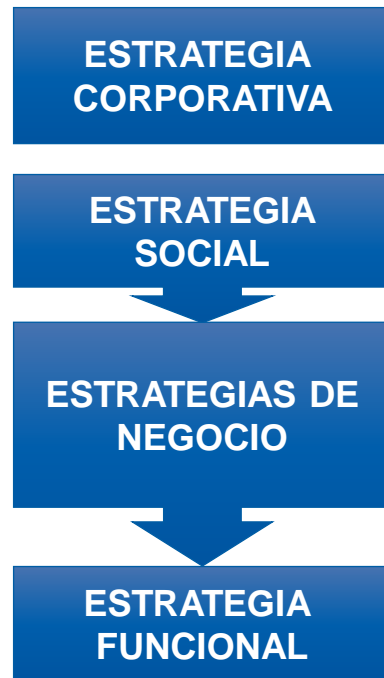 ESTRATEGIA
CORPORATIVA
ESTRATEGIA
SOCIAL
ESTRATEGIAS DE
NEGOCIO
ESTRATEGIA
FUNCIONAL